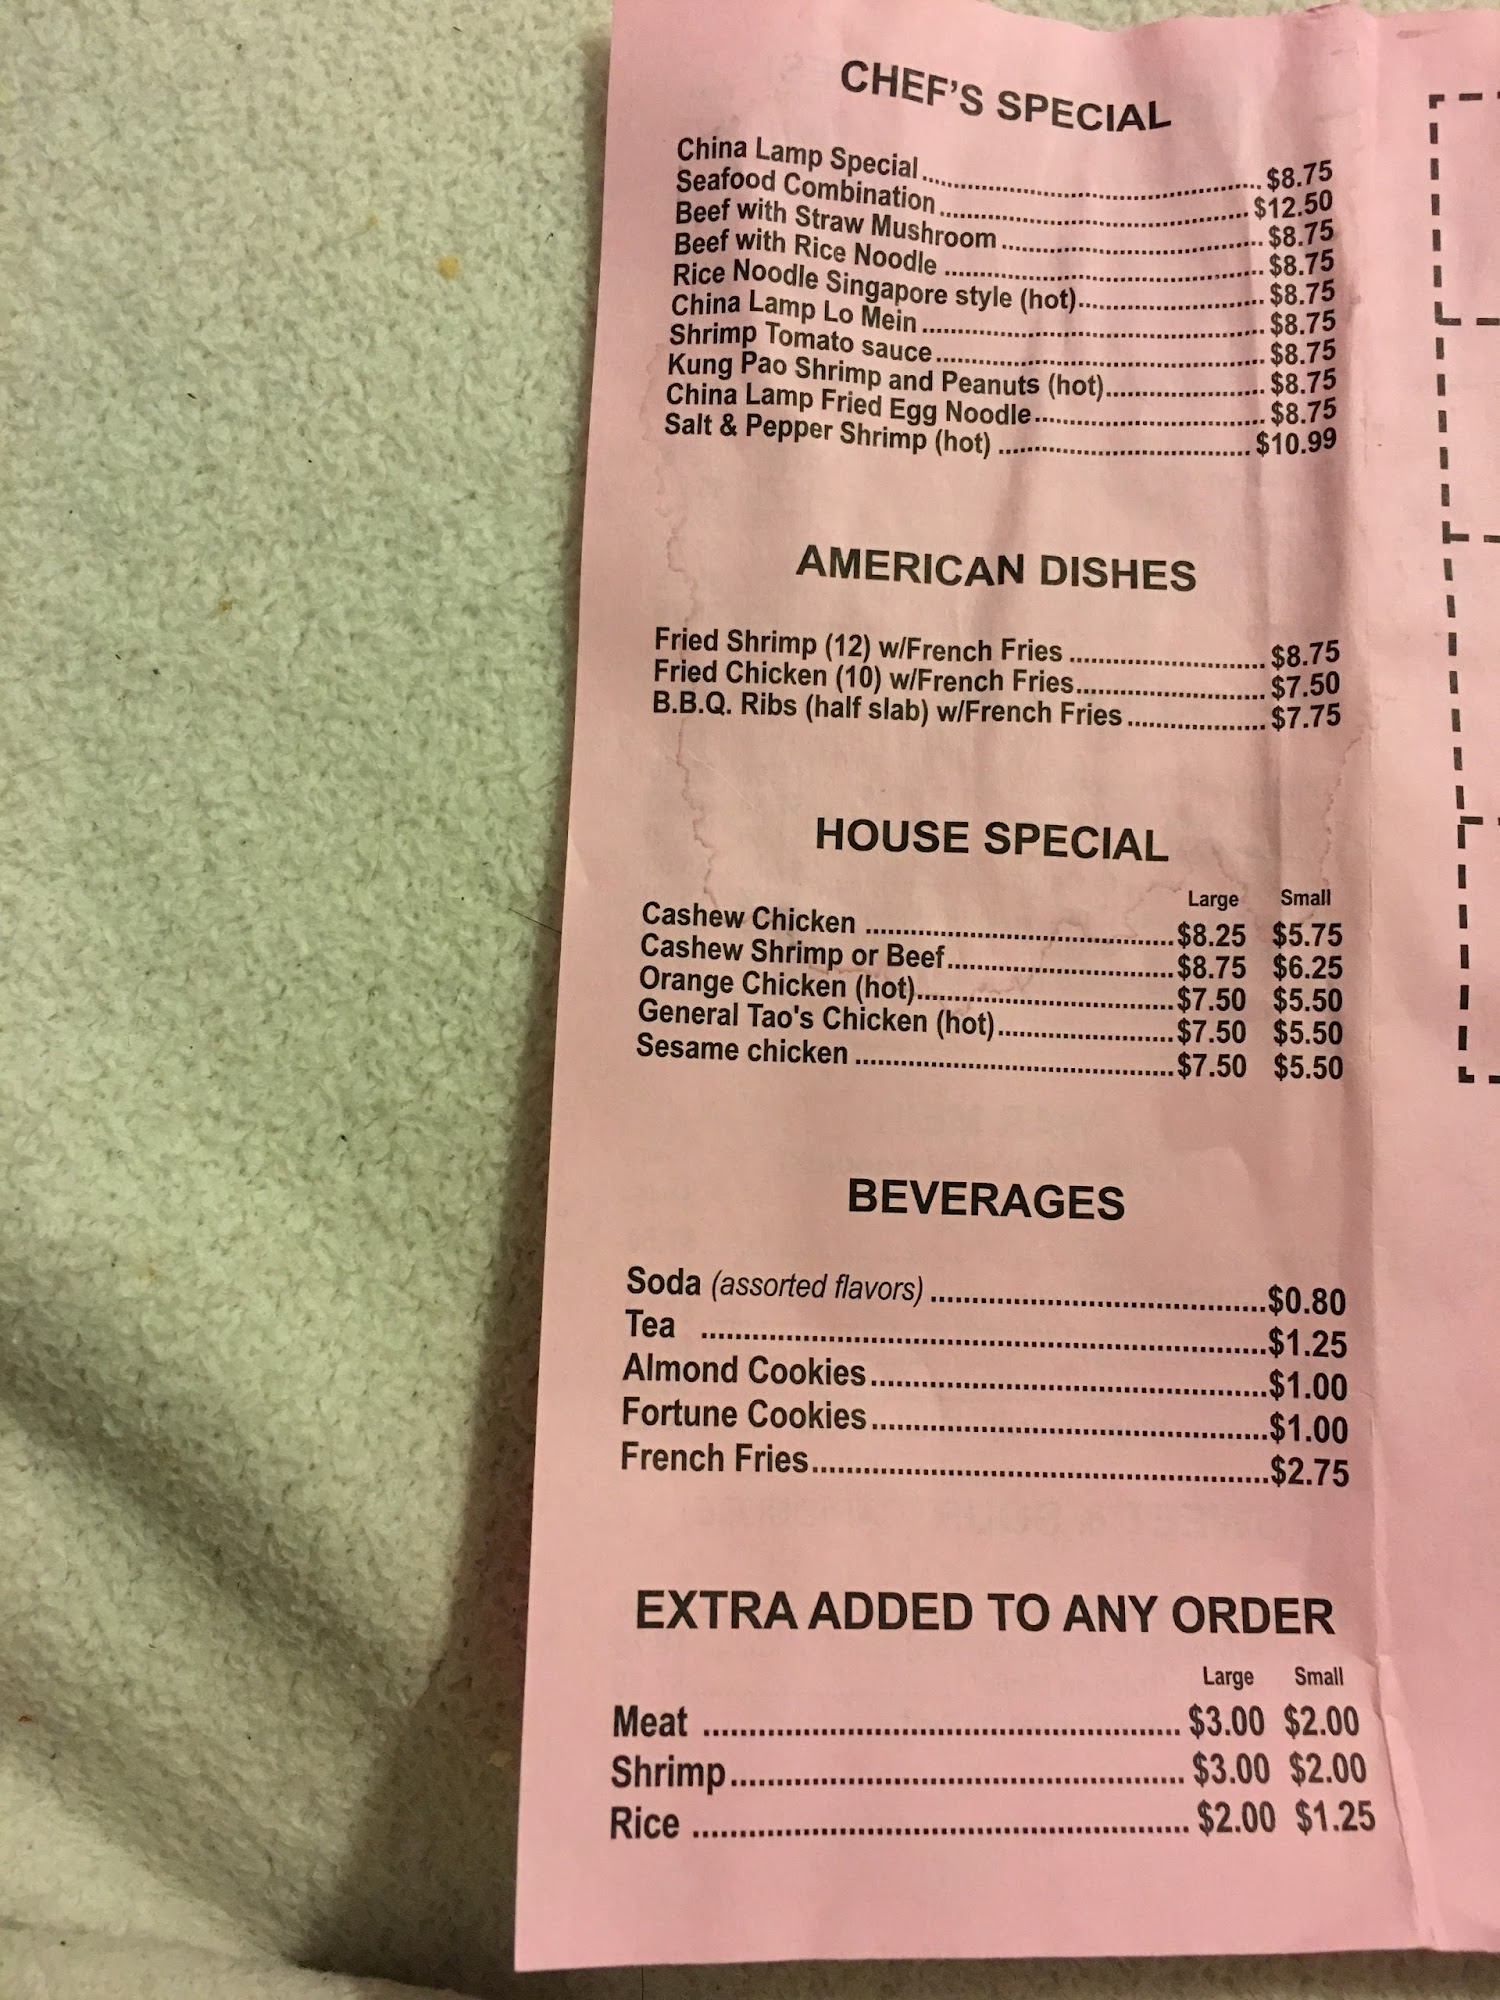 CHEF'S SPECIAL
China Lamp Special $8.75
Seafood Combination $12.50
Beef with Straw Mushroom $8.75
Beef with Rice Noodle $8.75
Rice Noodle Singapore style (hot) $8.75
China Lamp Lo Mein $8.75
Shrimp Tomato sauce $8.75
Kung Pao Shrimp and Peanuts (hot) $8.75
China Lamp Fried Egg Noodle $8.75
Salt & Pepper Shrimp (hot) $10.99
AMERICAN DISHES
Fried Shrimp (12) w/French Fries $8.75
Fried Chicken (10) w/French Fries $7.50
B.B.Q. Ribs (half slab) w/French Fries $7.75
HOUSE SPECIAL
Large Small
Cashew Chicken $8.25 $5.75
Cashew Shrimp or Beef $8.75 $6.25
Orange Chicken (hot) $7.50 $5.50
General Tao's Chicken (hot) $7.50 $5.50
Sesame chicken $7.50 $5.50
BEVERAGES
Soda (assorted flavors) $0.80
Tea $1.25
Almond Cookies $1.00
Fortune Cookies $1.00
French Fries $2.75
EXTRA ADDED TO ANY ORDER
Large Small
Meat $3.00 $2.00
Shrimp $3.00 $2.00
Rice $2.00 $1.25